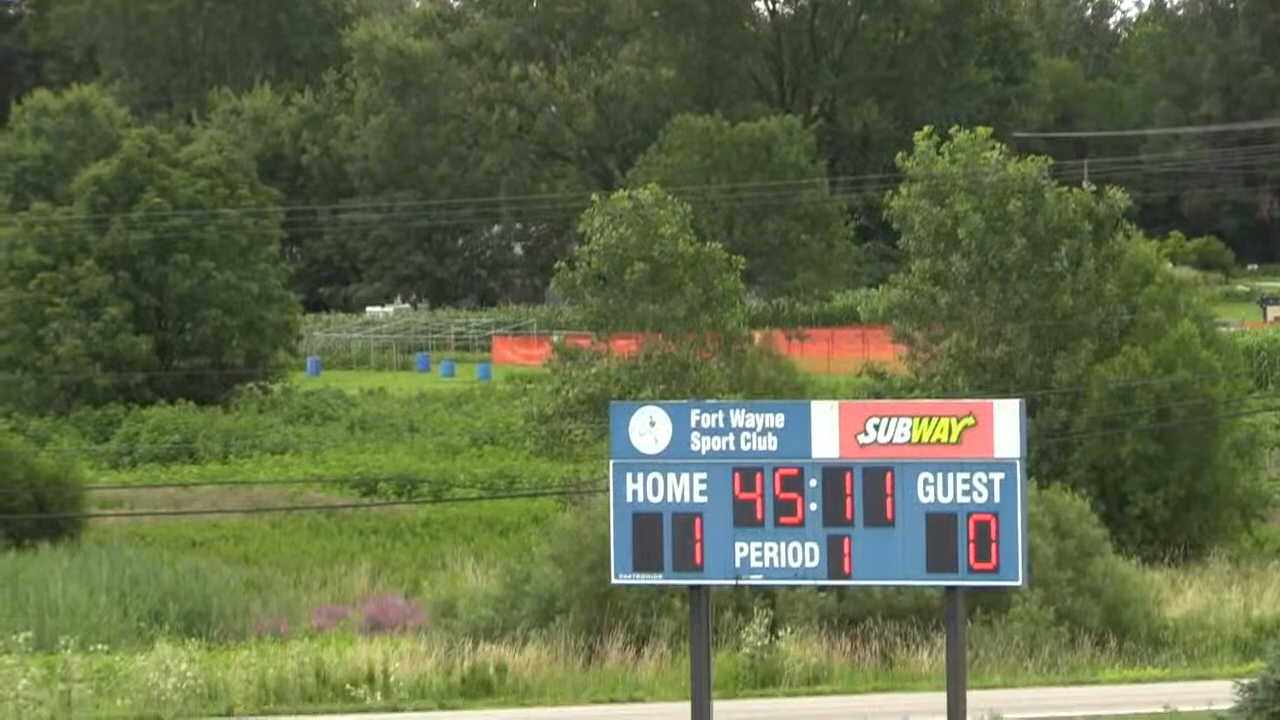 Fort Wayne
Sport Club
SUBWAY
HOME 45:11 GUEST
1 PERIOD 1 0